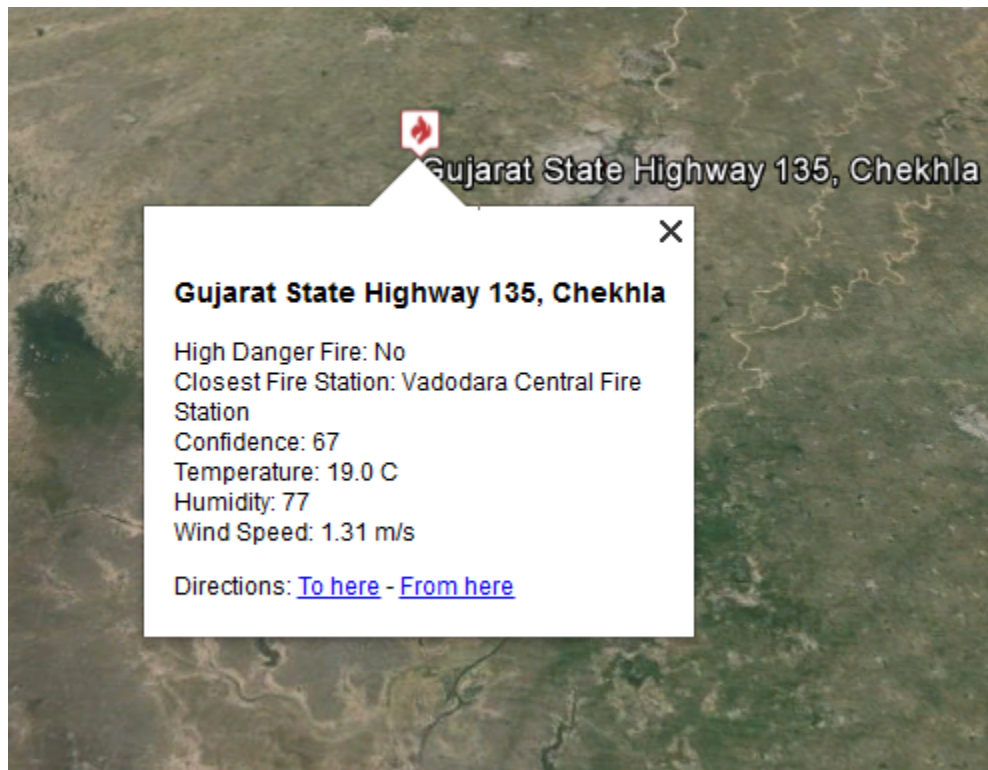 Gujarat State Highway 135, Chekhla
Gujarat State Highway 135, Chekhla
High Danger Fire: No
Closest Fire Station: Vadodara Central Fire
Station
Confidence: 67
Temperature: 19.0 C
Humidity: 77
Wind Speed: 1.31 m/s
Directions: To here - From here